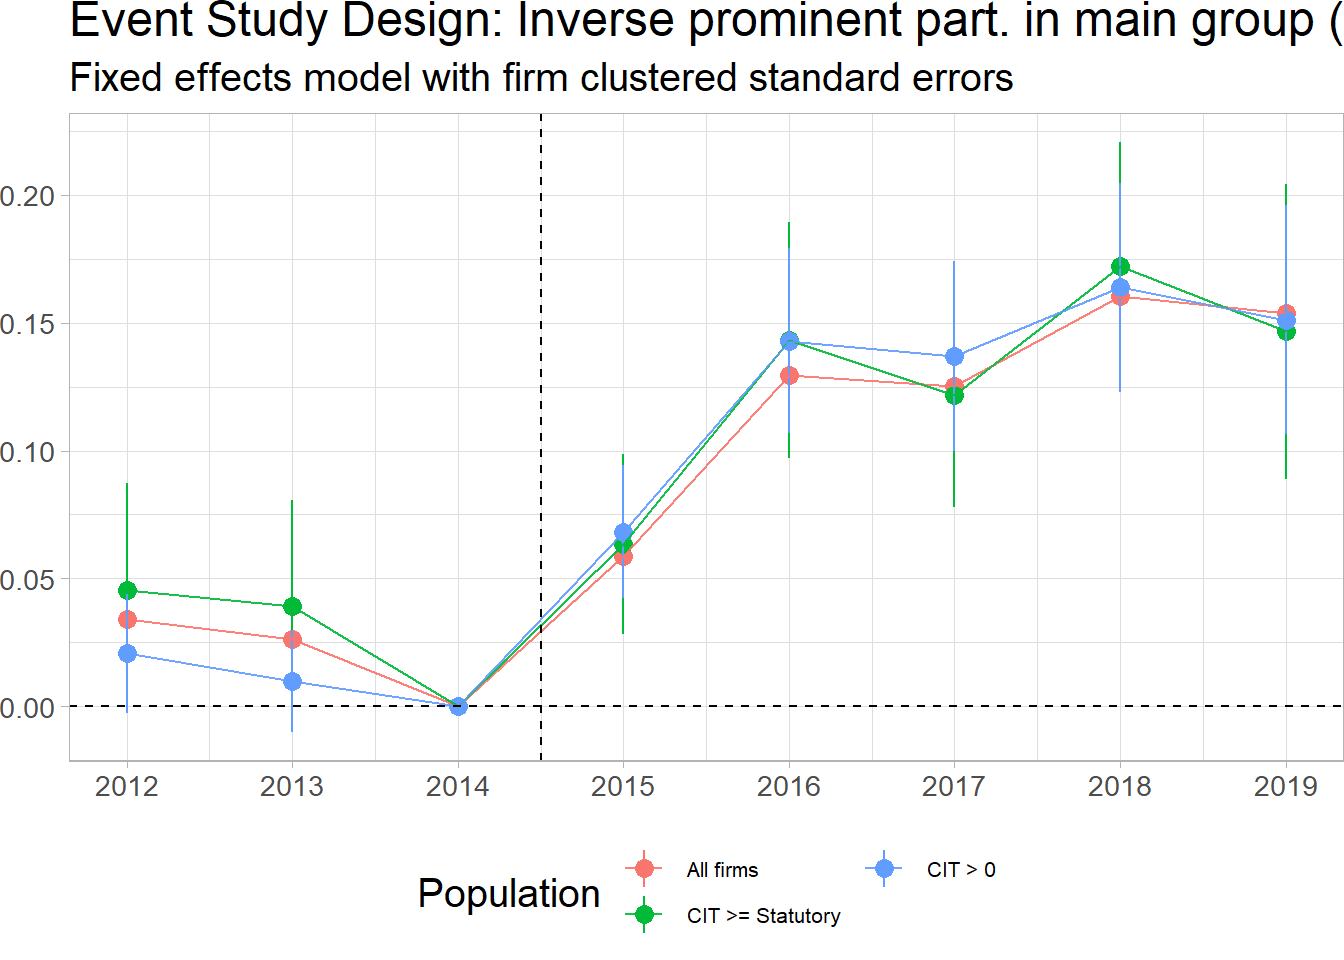 Event Study Design: Inverse prominent part. in main group (
Fixed effects model with firm clustered standard errors
0.20
0.15
0.10
0.05
0.00
2012 2013 2014 2015 2016 2017 2018 2019
Population
All firms
CIT > 0
CIT >= Statutory